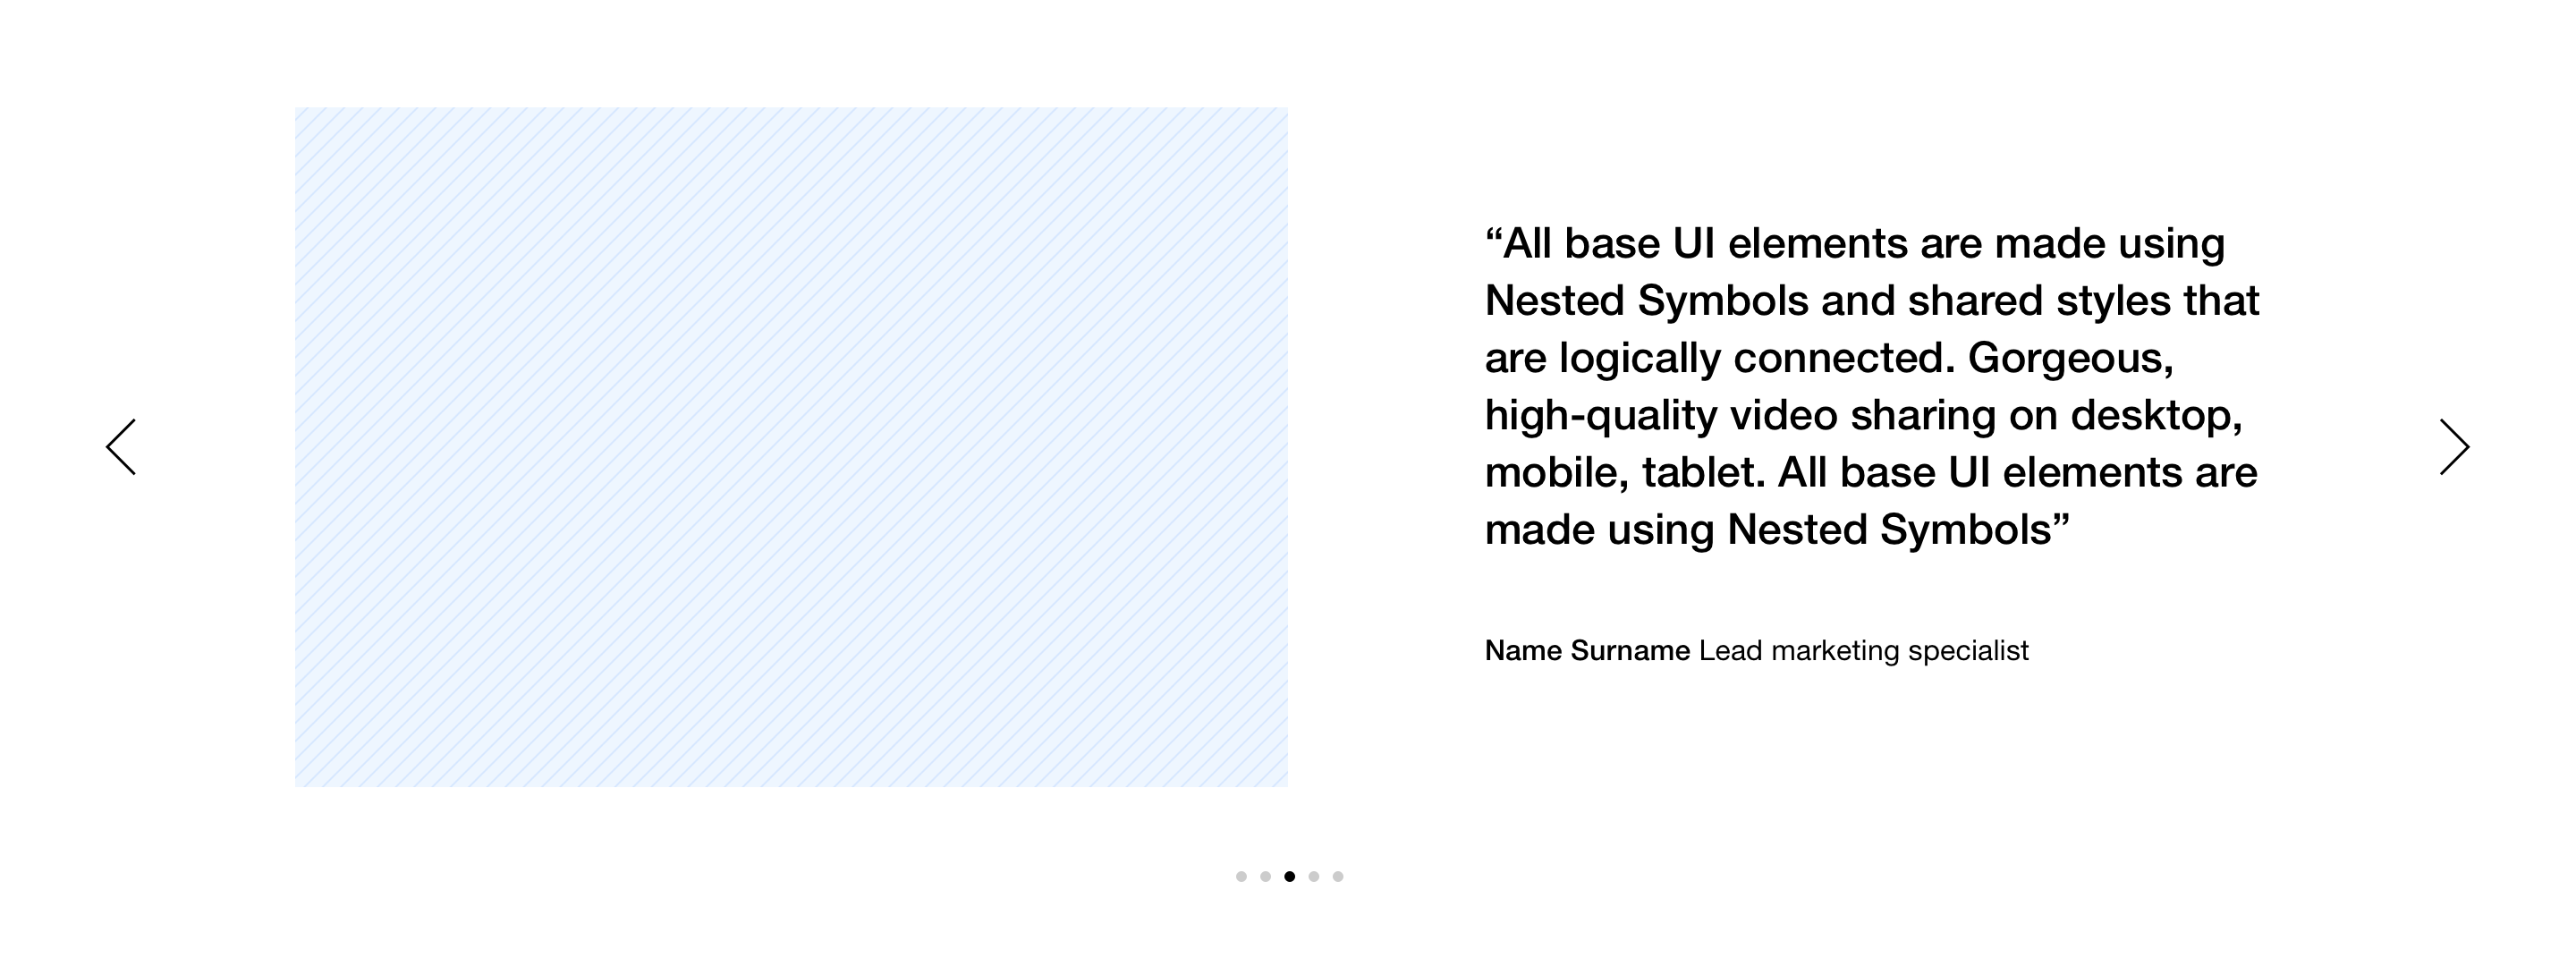 “All base UI elements are made using
Nested Symbols and shared styles that
are logically connected. Gorgeous,
high-quality video sharing on desktop,
mobile, tablet. All base UI elements are
made using Nested Symbols”
Name Surname Lead marketing specialist